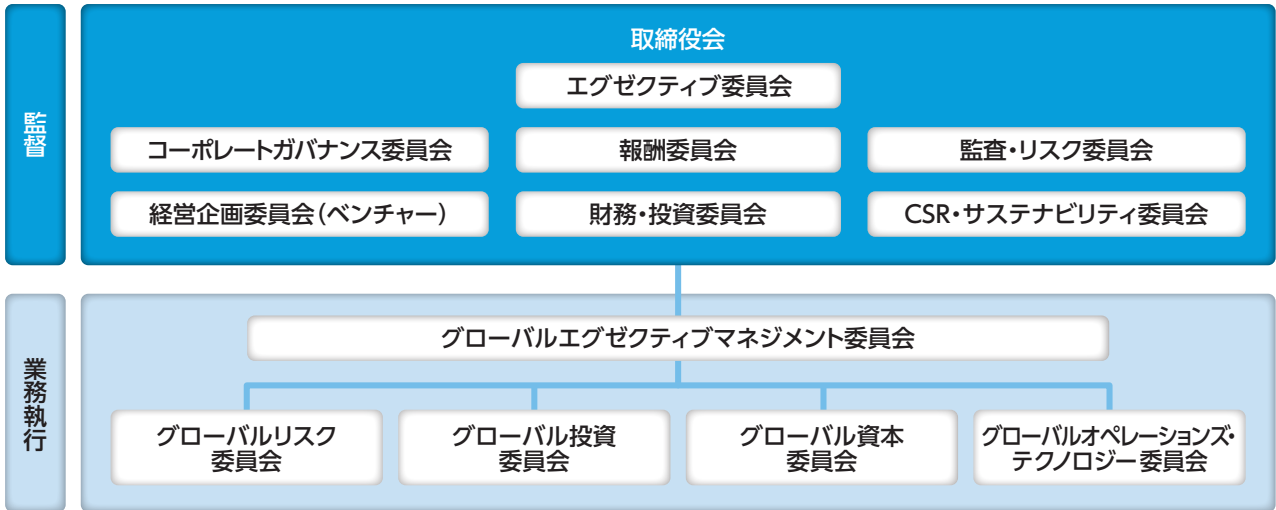 監督
取締役会
エグゼクティブ委員会
コーポレートガバナンス委員会
報酬委員会
監査・リスク委員会
経営企画委員会(ベンチャー)
財務・投資委員会
CSR・サステナビリティ委員会
業務執行
グローバルエグゼクティブマネジメント委員会
グローバルリスク
委員会
グローバル投資
委員会
グローバル資本
委員会
グローバルオペレーションズ・
テクノロジー委員会